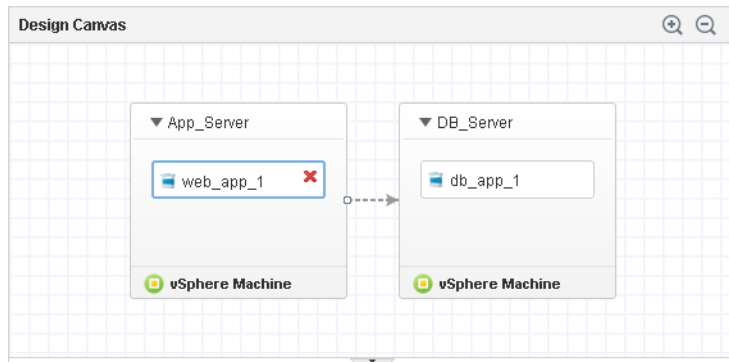 Design Canvas
App_Server
DB_Server
web_app_1
db_app_1
vSphere Machine
vSphere Machine